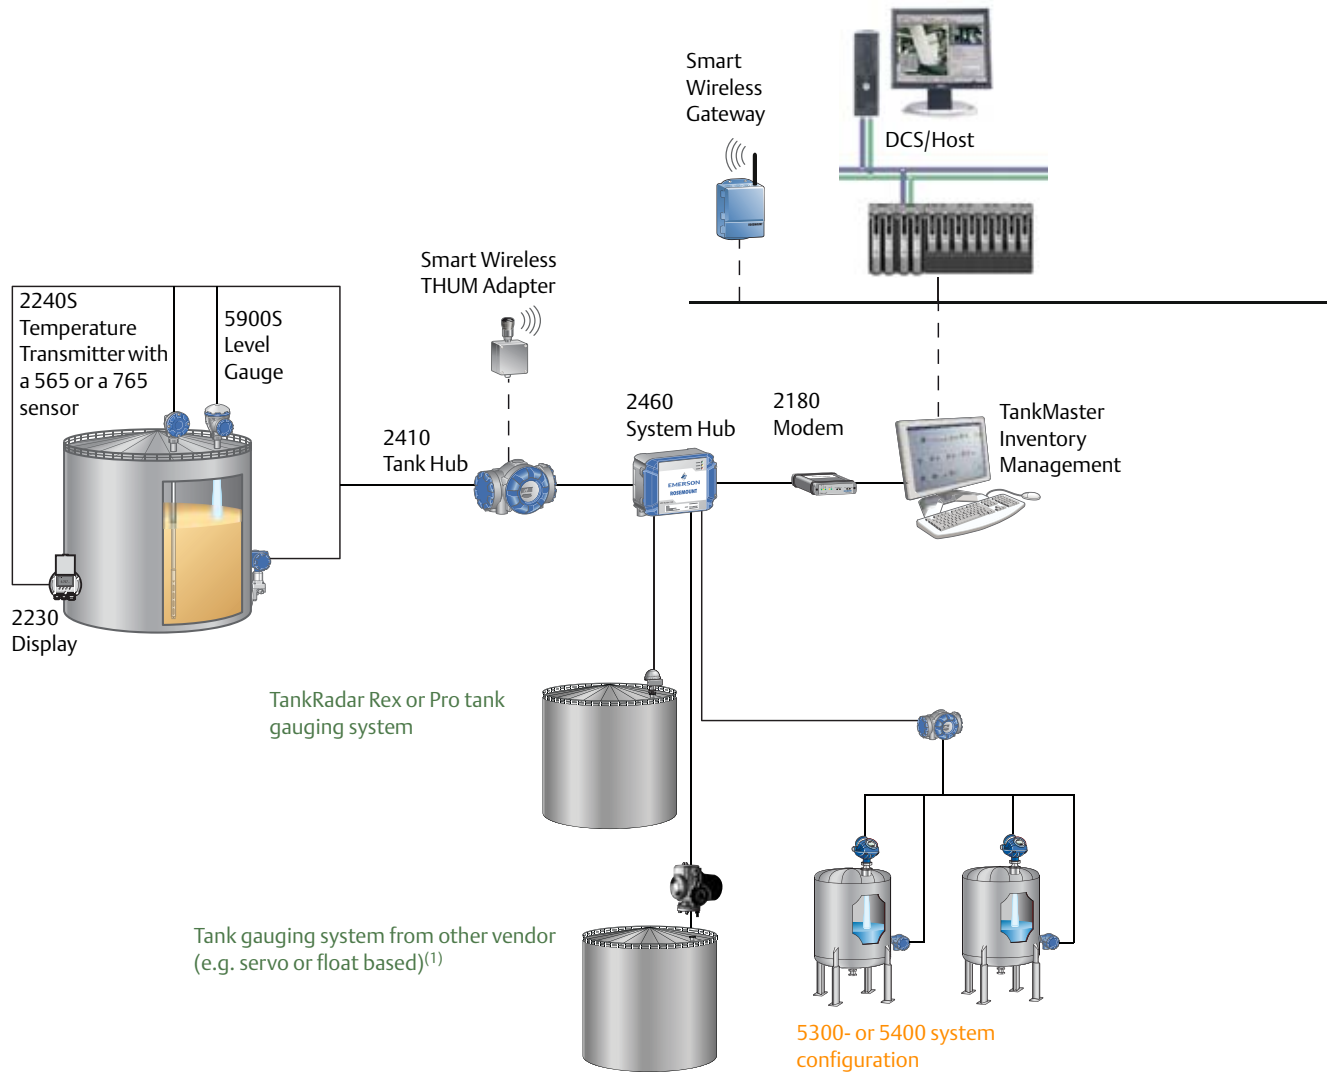 Smart
Wireless
Gateway
DCS/Host
Smart Wireless
THUM Adapter
2240S
Temperature
Transmitter with
a 565 or a 765
sensor
5900S
Level
Gauge
2410
Tank Hub
2460
System Hub
2180
Modem
TankMaster
Inventory
Management
EMERSON
ROSEMOUNT
2230
Display
TankRadar Rex or Pro tank
gauging system
Tank gauging system from other vendor
(e.g. servo or float based)(1)
5300- or 5400 system
configuration